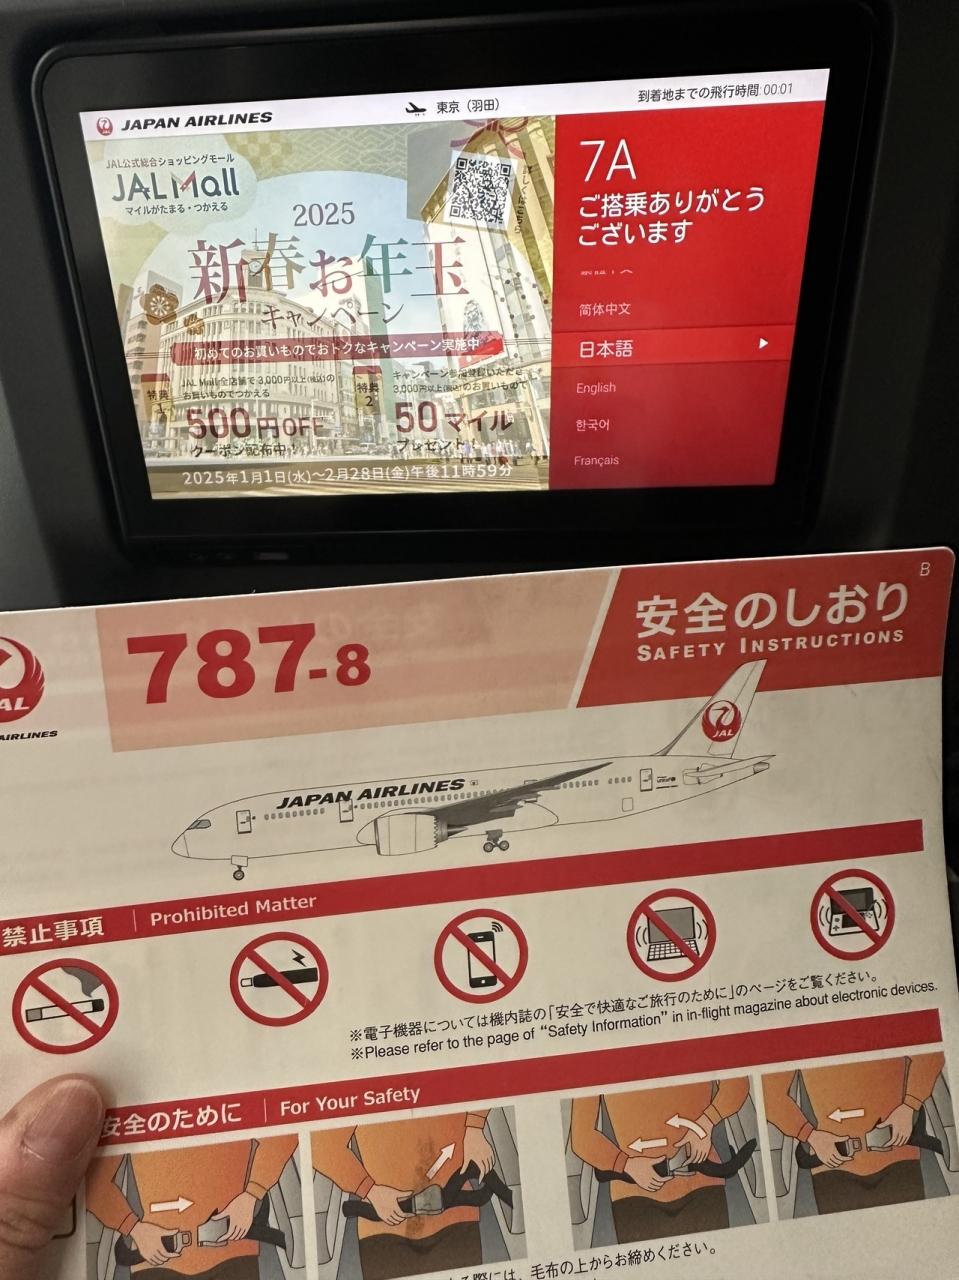 JAPAN AIRLINES
東京（羽田）
到着地までの飛行時間 00:01
JAL公式総合ショッピングモール
JAL Mall
マイルがたまる・つかえる
詳しくはこちら
2025
新春お年玉
キャンペーン
初めてのお買いものでおトクなキャンペーン実施中
特典1
JAL Mall全店舗で3,000円以上(税込)の
お買いものでつかえる
500円OFF
クーポン配布中！
特典2
キャンペーン参加登録いただき
3,000円以上(税込)のお買いもので
50マイル
プレゼント！
2025年1月1日(水)～2月28日(金)午後11時59分
7A
ご搭乗ありがとう
ございます
简体中文
日本語
English
한국어
Français
B
JAL
AIRLINES
787-8
安全のしおり
SAFETY INSTRUCTIONS
JAL
JAPAN AIRLINES
禁止事項 Prohibited Matter
※電子機器については機内誌の「安全で快適なご旅行のために」のページをご覧ください。
※Please refer to the page of “Safety Information” in in-flight magazine about electronic devices.
安全のために For Your Safety
る際には、毛布の上からお締めください。